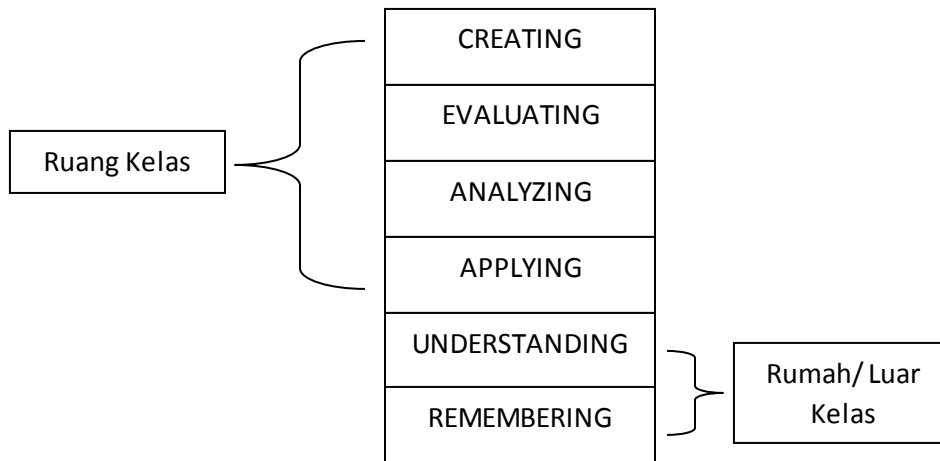 CREATING
EVALUATING
Ruang Kelas
ANALYZING
APPLYING
UNDERSTANDING
Rumah/ Luar
Kelas
REMEMBERING